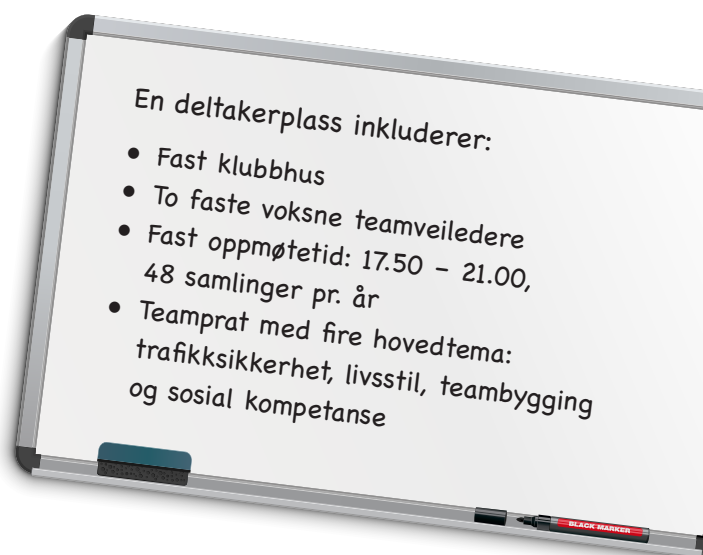 En deltakerplass inkluderer:
• Fast klubbhus
• To faste voksne teamveiledere
• Fast oppmøtetid: 17.50 – 21.00,
48 samlinger pr. år
• Teamprat med fire hovedtema:
trafikksikkerhet, livsstil, teambygging
og sosial kompetanse
BLACK MARKER